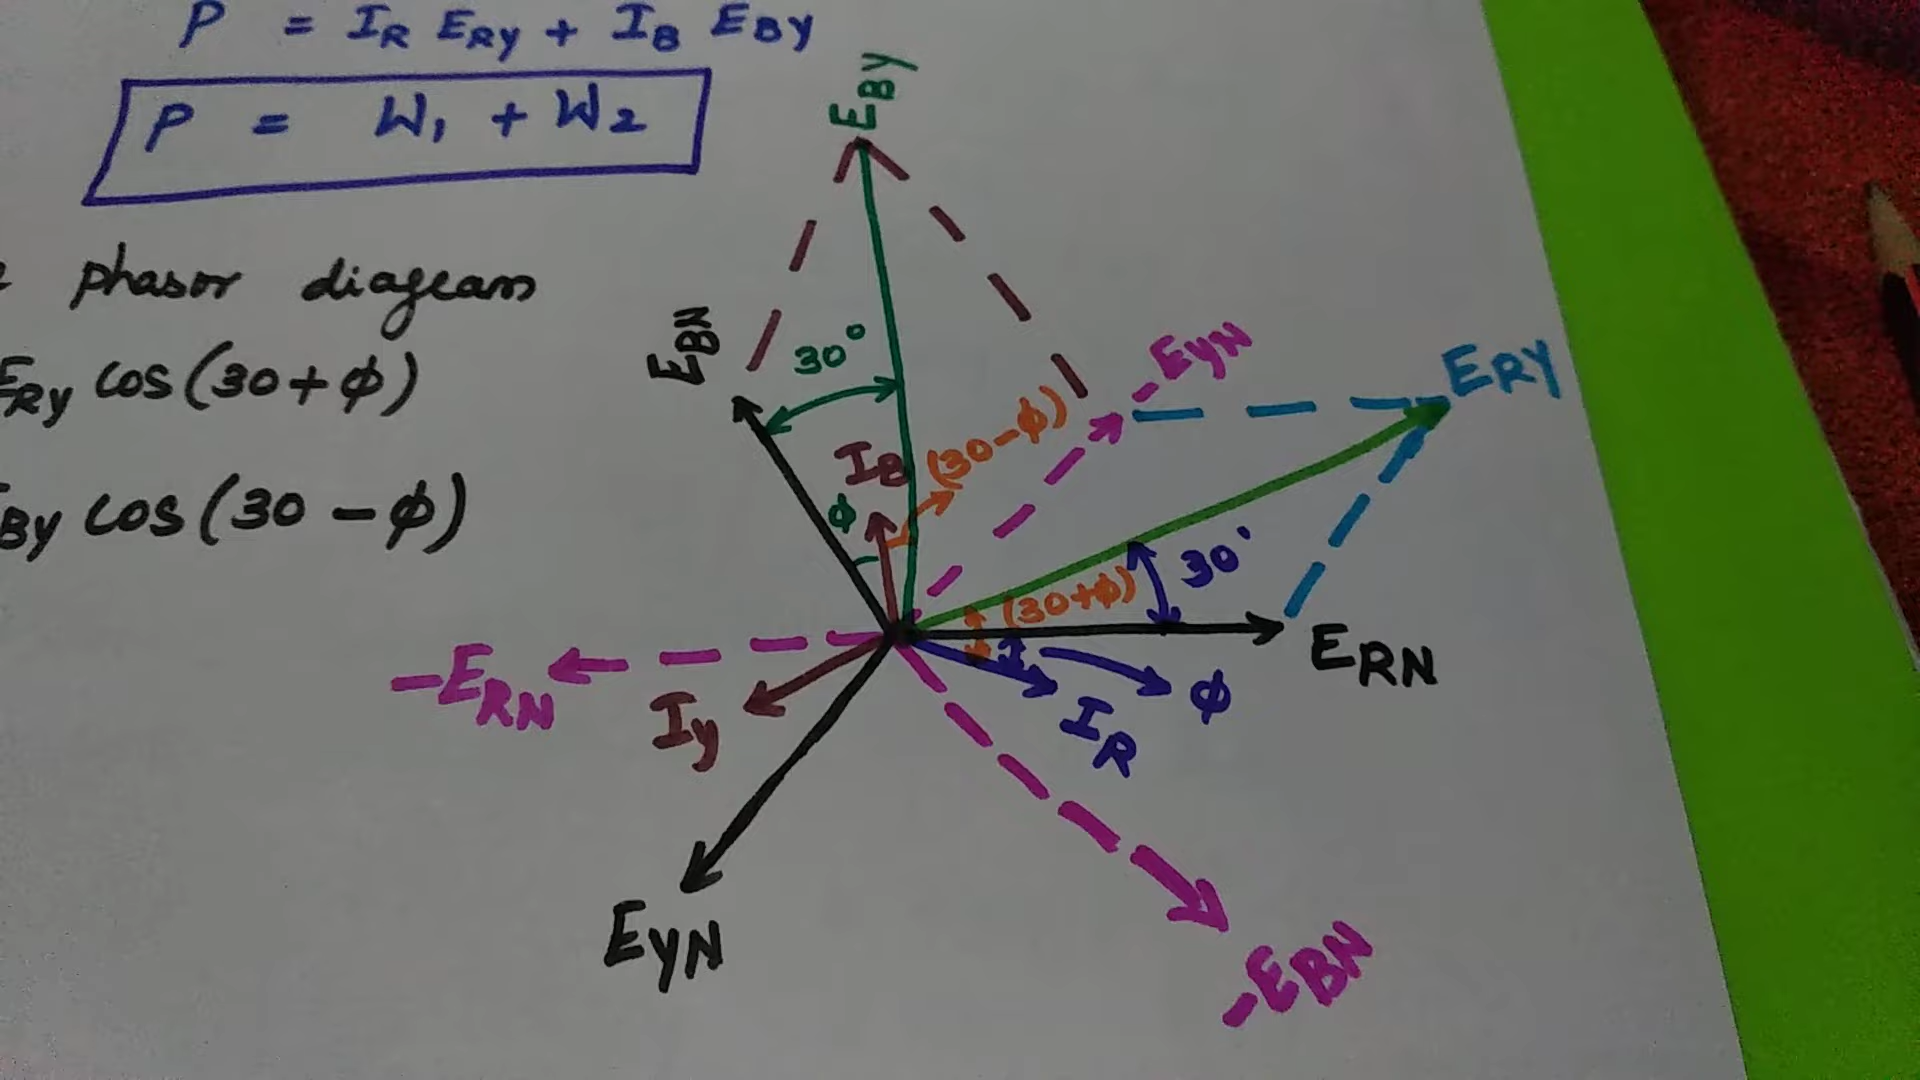 P = IR ERY + IB EBY
P = W1 + W2
phasor diagram
ERY cos(30+φ)
BY cos(30-φ)
EBY
EBN
30°
IB
(30-φ)
φ
-EYN
ERY
30°
(30+φ)
ERN
-ERN
IY
φ
IR
EYN
-EBN